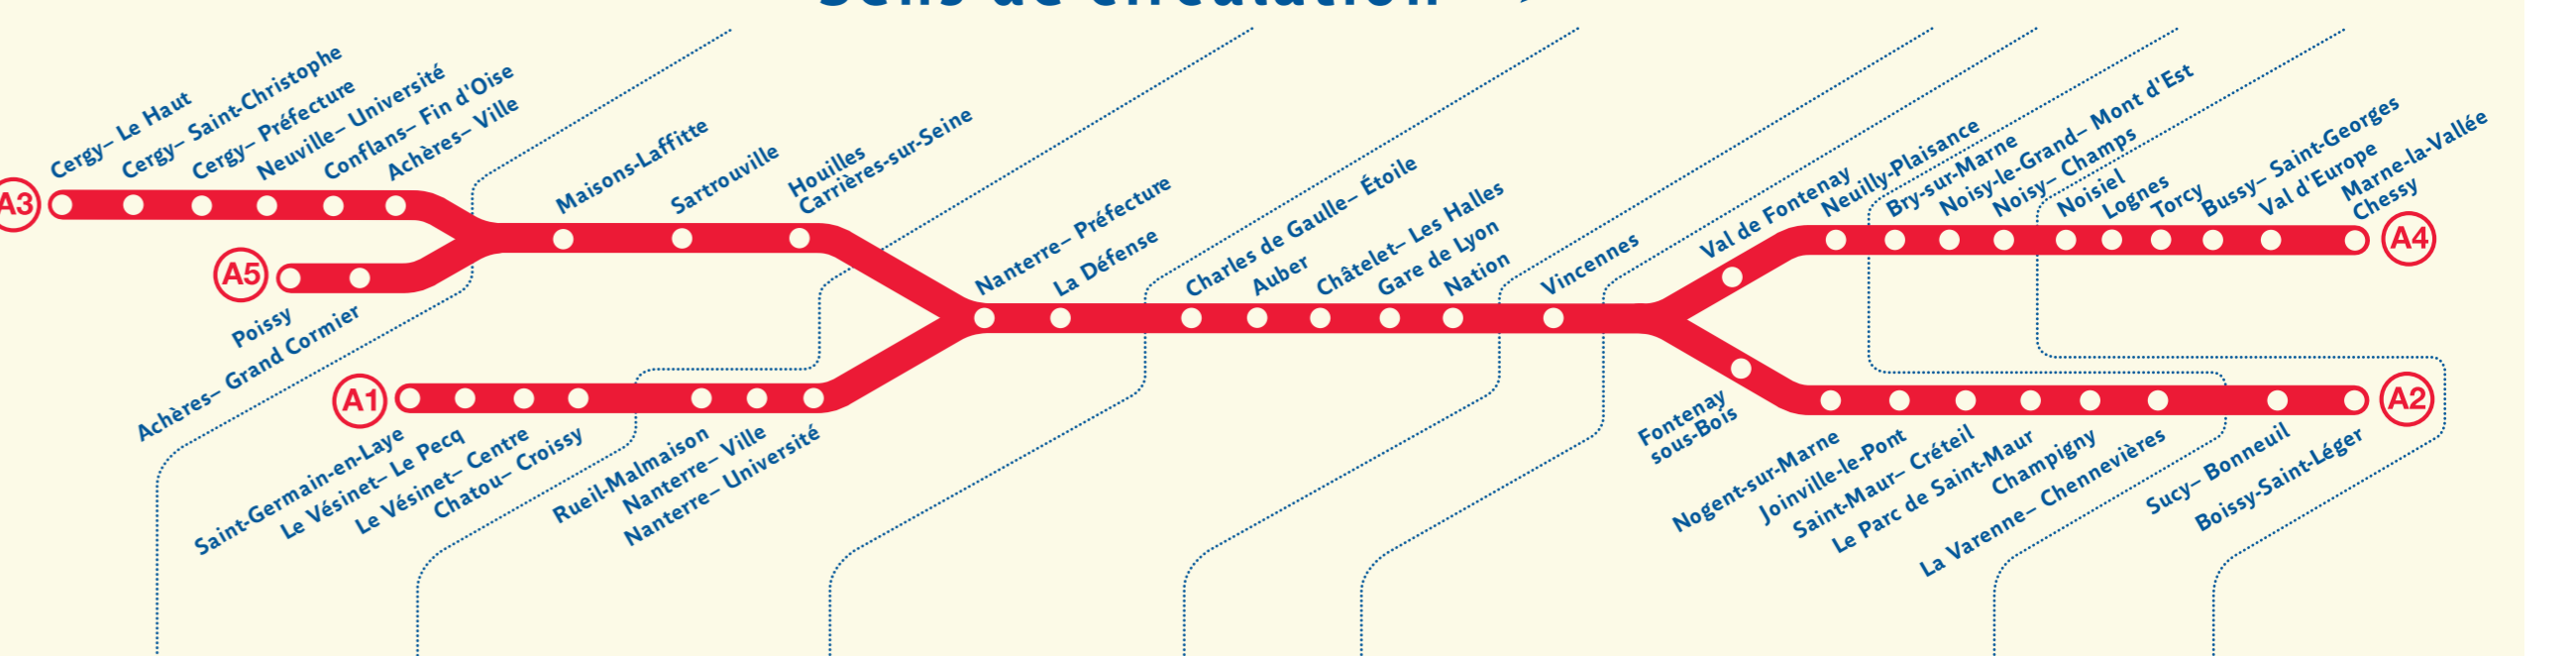 Sens de circulation
Cergy– Le Haut
Cergy– Saint-Christophe
Cergy– Préfecture
Neuville– Université
Conflans– Fin d'Oise
Achères– Ville
Maisons-Laffitte
Sartrouville
Houilles
Carrières-sur-Seine
A3
A5
Poissy
Achères– Grand Cormier
A1
Saint-Germain-en-Laye
Le Vésinet– Le Pecq
Le Vésinet– Centre
Chatou– Croissy
Rueil-Malmaison
Nanterre– Ville
Nanterre– Université
Nanterre– Préfecture
La Défense
Charles de Gaulle– Étoile
Auber
Châtelet– Les Halles
Gare de Lyon
Nation
Vincennes
Val de Fontenay
Neuilly-Plaisance
Bry-sur-Marne
Noisy-le-Grand– Mont d'Est
Noisy– Champs
Noisiel
Lognes
Torcy
Bussy– Saint-Georges
Val d'Europe
Marne-la-Vallée
Chessy
A4
Fontenay
sous-Bois
Nogent-sur-Marne
Joinville-le-Pont
Saint-Maur– Créteil
Le Parc de Saint-Maur
Champigny
La Varenne– Chennevières
Sucy– Bonneuil
Boissy-Saint-Léger
A2